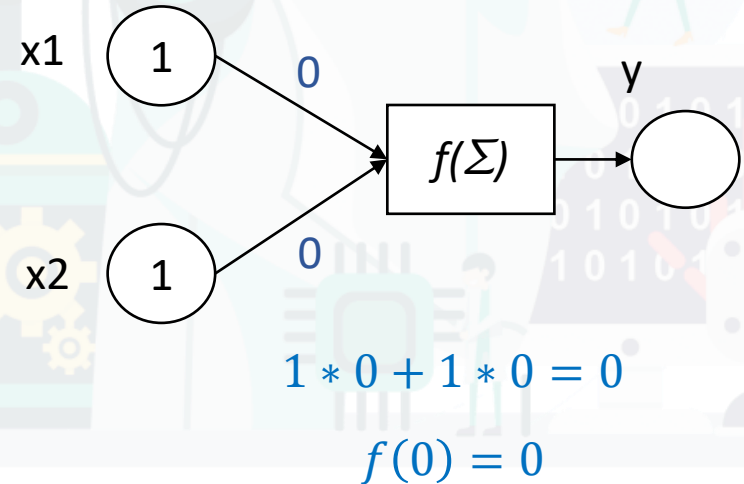 x1
1
0
y
f(Σ)
x2
1
0
1 * 0 + 1 * 0 = 0
f(0) = 0